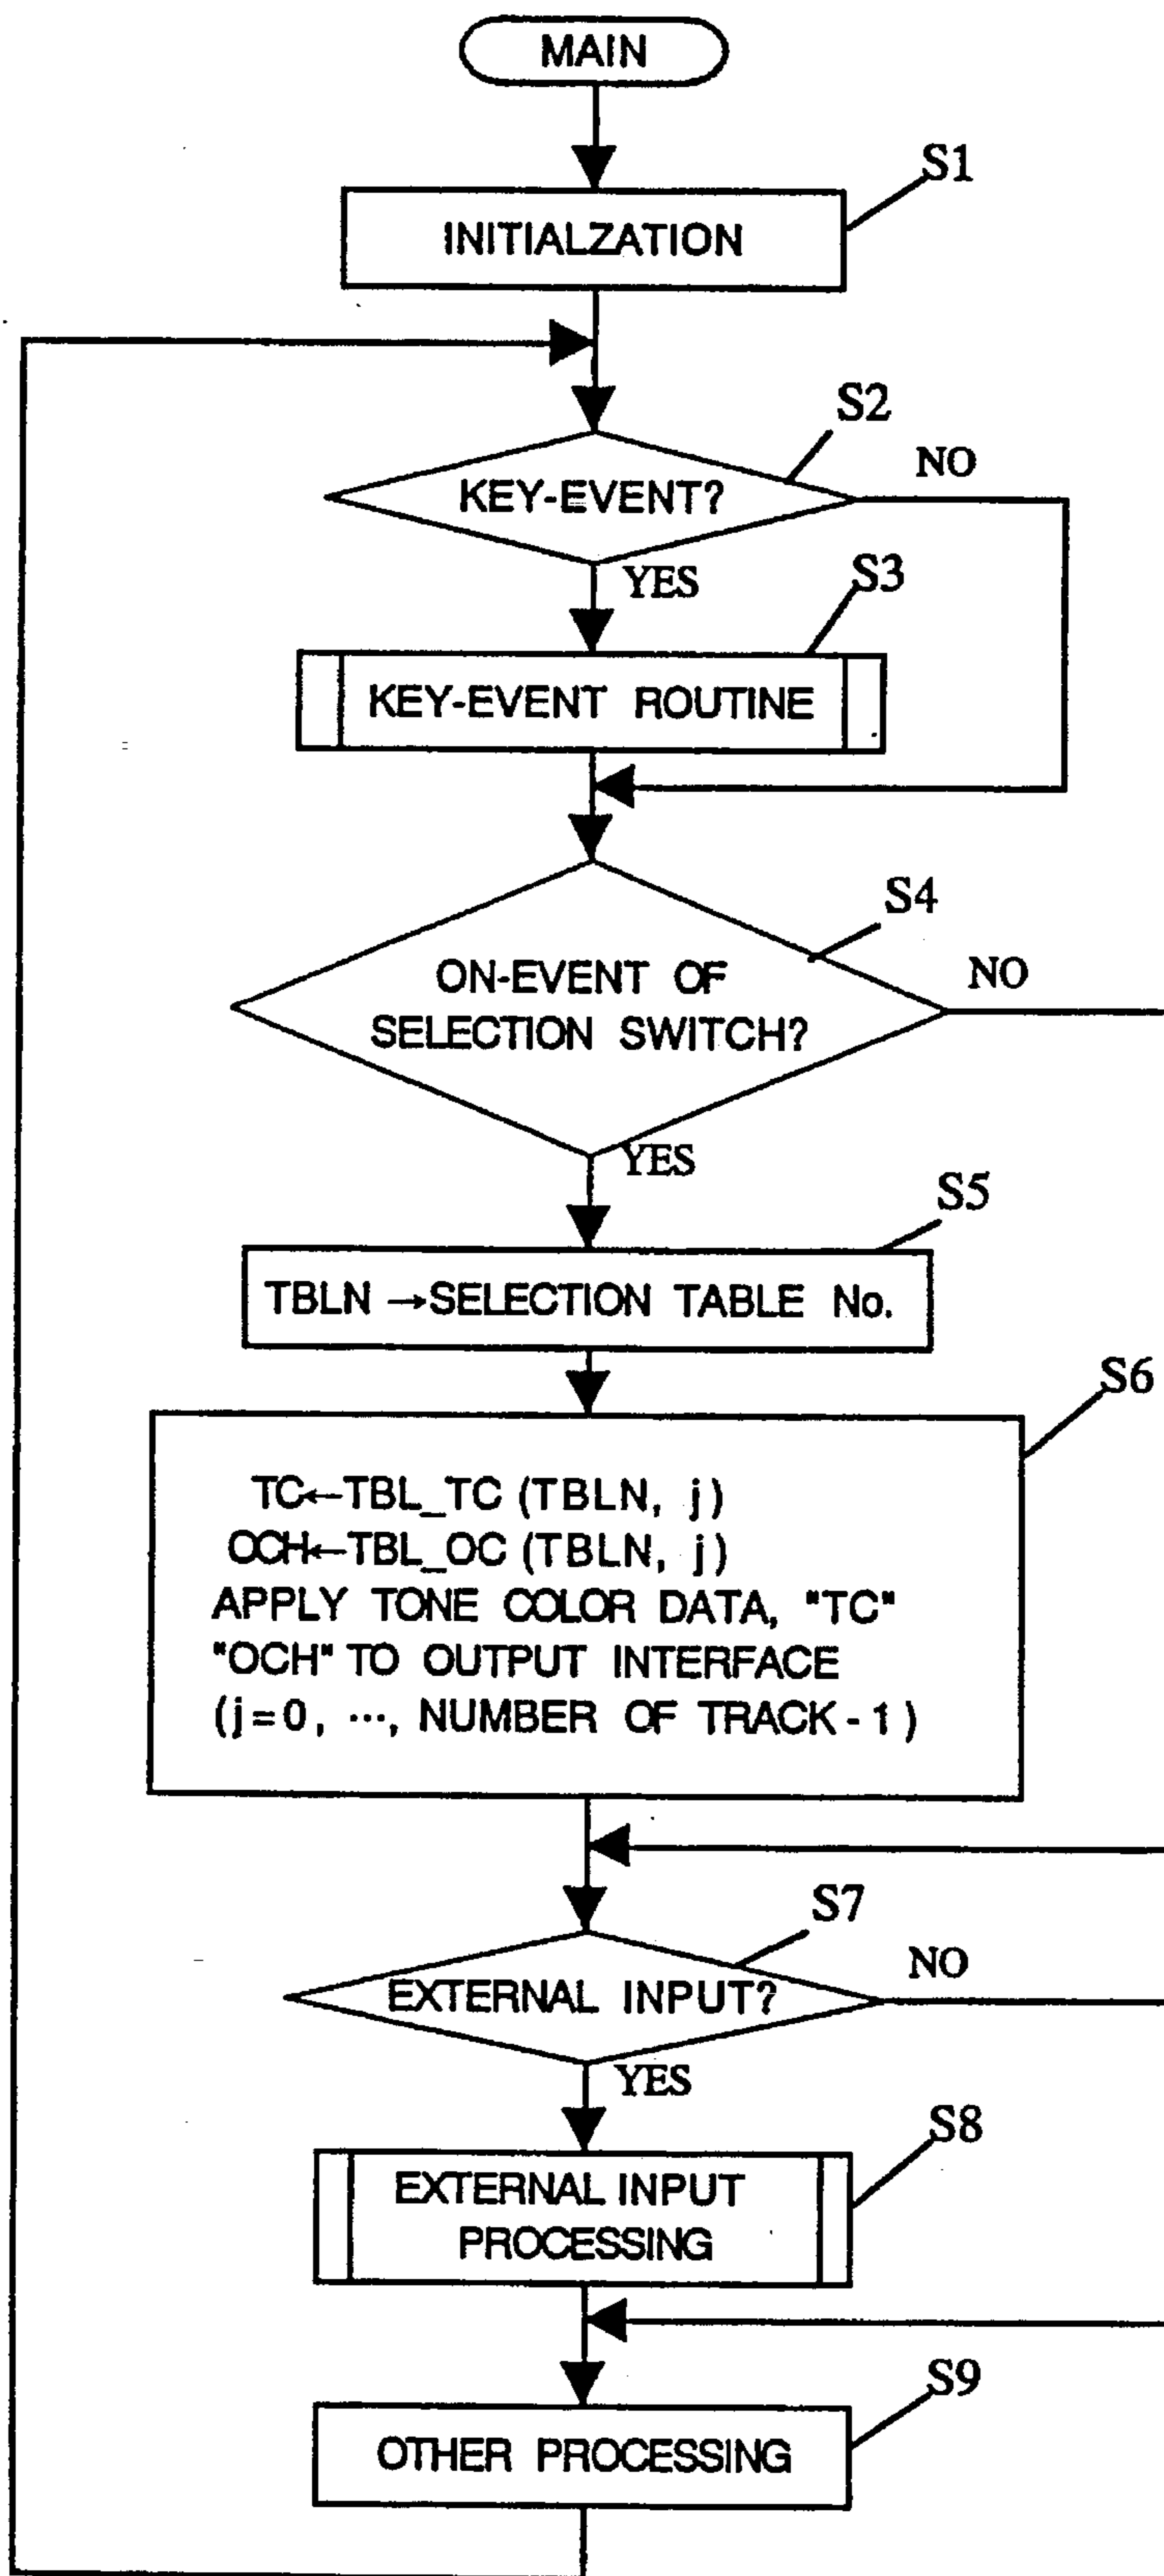 MAIN
S1
INITIALZATION
S2
NO
KEY-EVENT?
YES
S3
KEY-EVENT ROUTINE
S4
NO
ON-EVENT OF
SELECTION SWITCH?
YES
S5
TBLN →SELECTION TABLE No.
S6
TC←TBL_TC (TBLN, j)
OCH←TBL_OC (TBLN, j)
APPLY TONE COLOR DATA, "TC"
"OCH" TO OUTPUT INTERFACE
(j=0, ···, NUMBER OF TRACK-1)
S7
NO
EXTERNAL INPUT?
YES
S8
EXTERNAL INPUT
PROCESSING
S9
OTHER PROCESSING